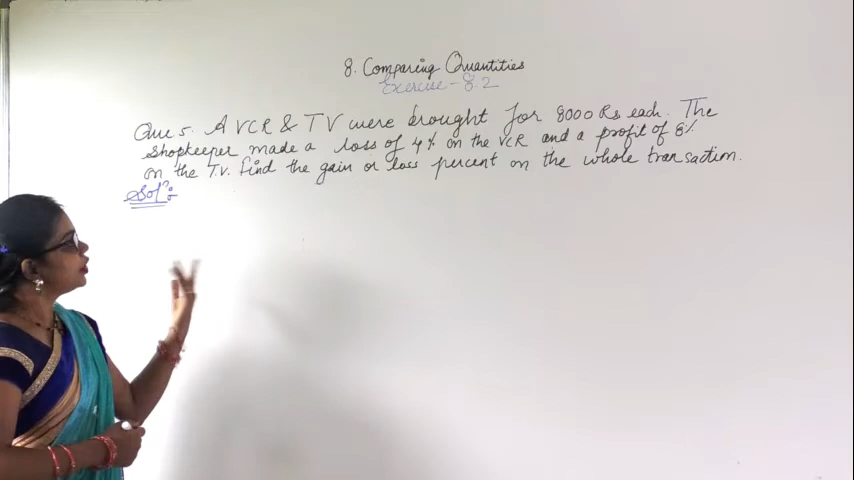 8. Comparing Quantities
Exercise - 8.2
Que 5. A VCR & TV were brought for 8000 Rs each. The
shopkeeper made a loss of 4% on the VCR and a profit of 8%
on the T.V. Find the gain or loss percent on the whole transaction.
Solⁿ: